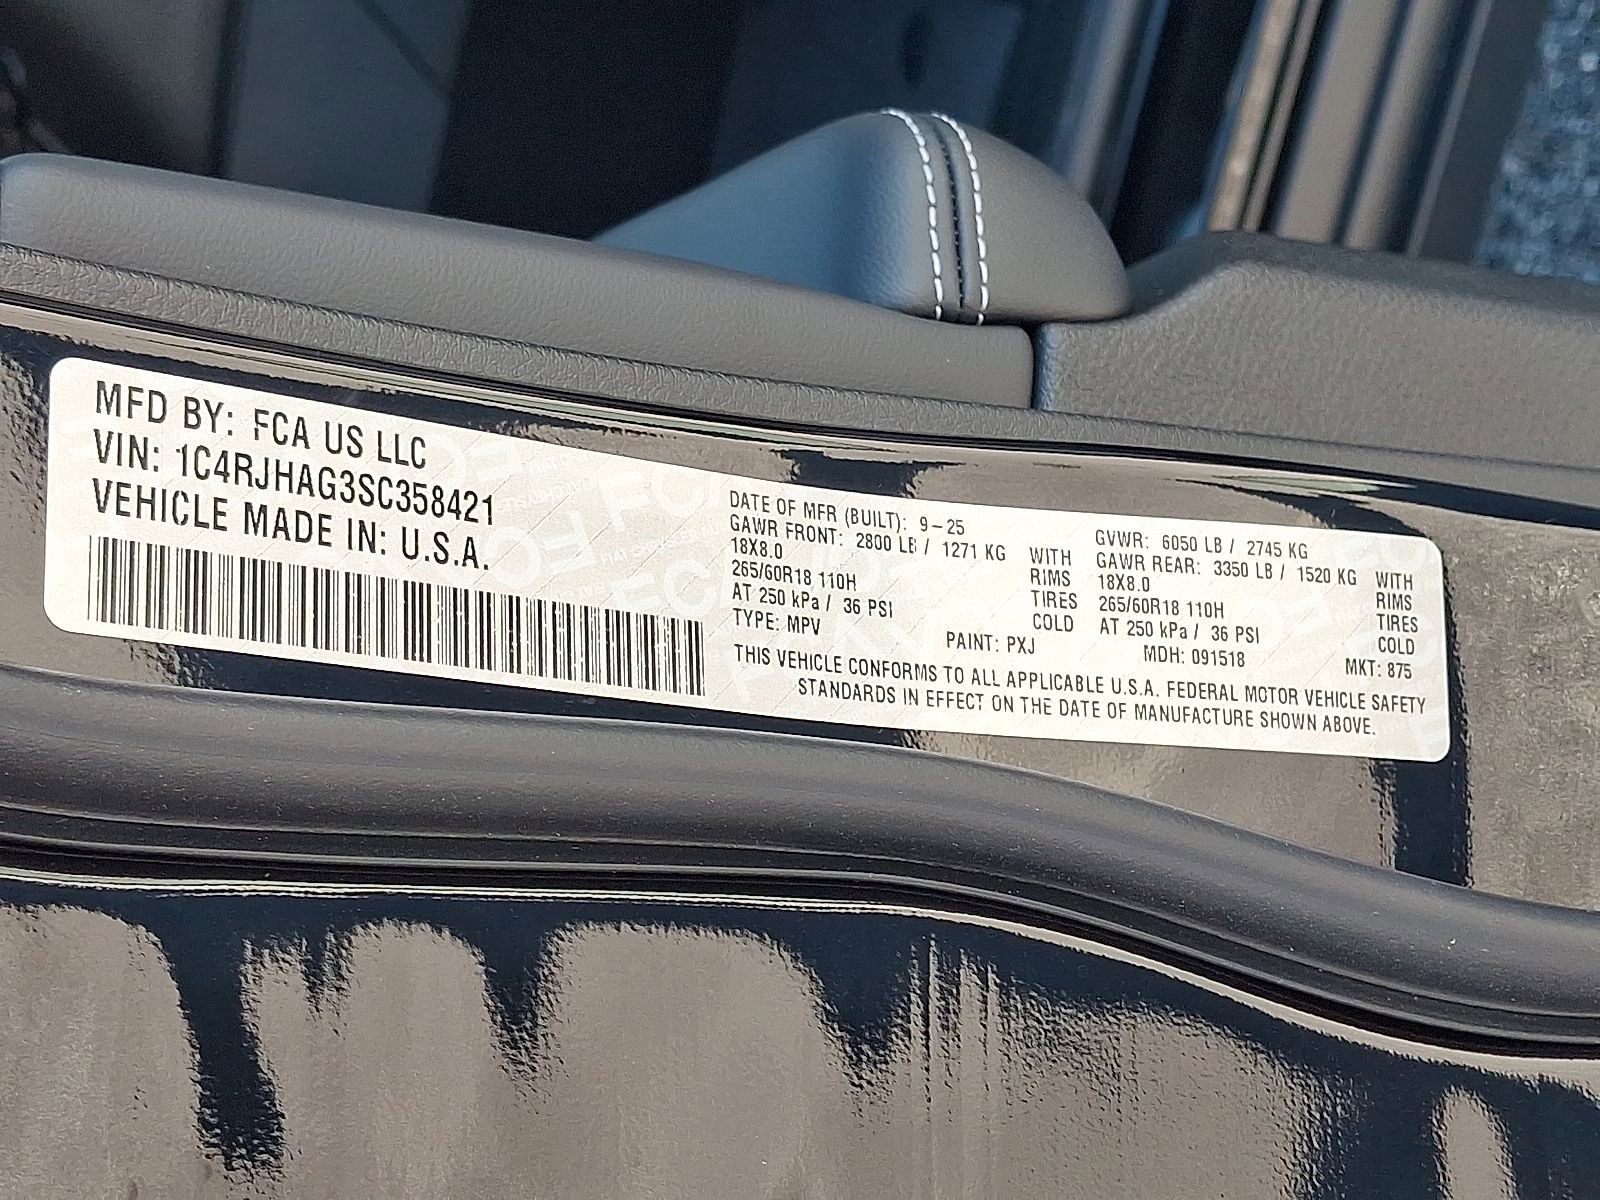 MFD BY: FCA US LLC
VIN: 1C4RJHAG3SC358421
VEHICLE MADE IN: U.S.A.
DATE OF MFR (BUILT): 9-25
GAWR FRONT: 2800 LB / 1271 KG WITH
18X8.0 RIMS
265/60R18 110H TIRES
AT 250 kPa / 36 PSI COLD
TYPE: MPV
PAINT: PXJ
GVWR: 6050 LB / 2745 KG
GAWR REAR: 3350 LB / 1520 KG WITH
18X8.0 RIMS
265/60R18 110H TIRES
AT 250 kPa / 36 PSI COLD
MDH: 091518
MKT: 875
THIS VEHICLE CONFORMS TO ALL APPLICABLE U.S.A. FEDERAL MOTOR VEHICLE SAFETY
STANDARDS IN EFFECT ON THE DATE OF MANUFACTURE SHOWN ABOVE.